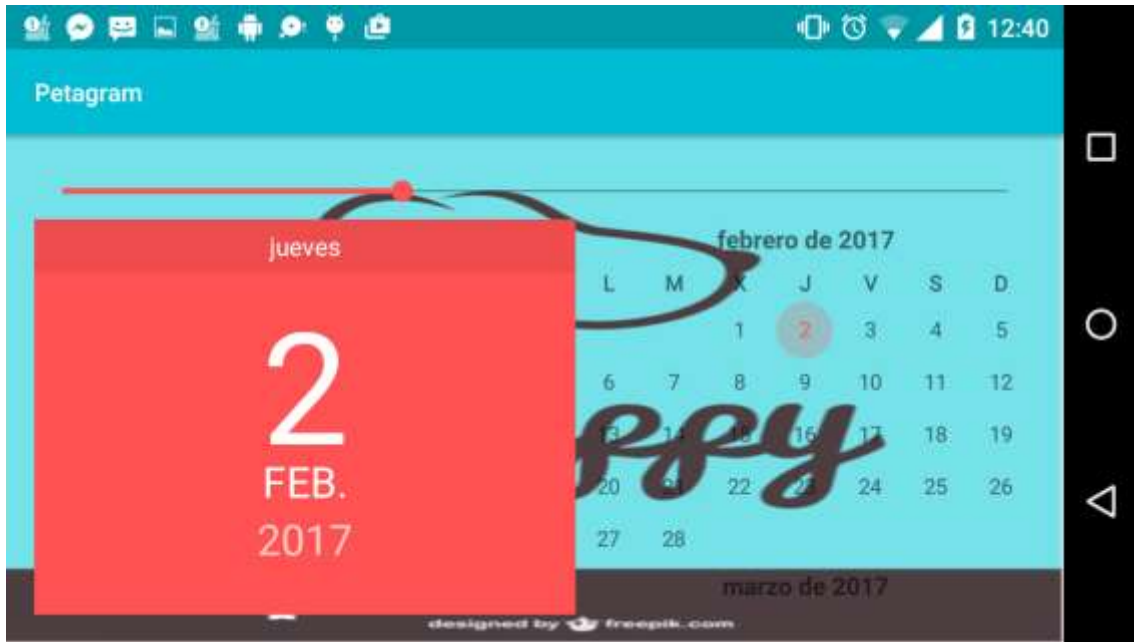 12:40
Petagram
jueves
2
FEB.
2017
febrero de 2017
L M X J V S D
1 2 3 4 5
6 7 8 9 10 11 12
13 14 15 16 17 18 19
20 21 22 23 24 25 26
27 28
marzo de 2017
designed by freepik.com